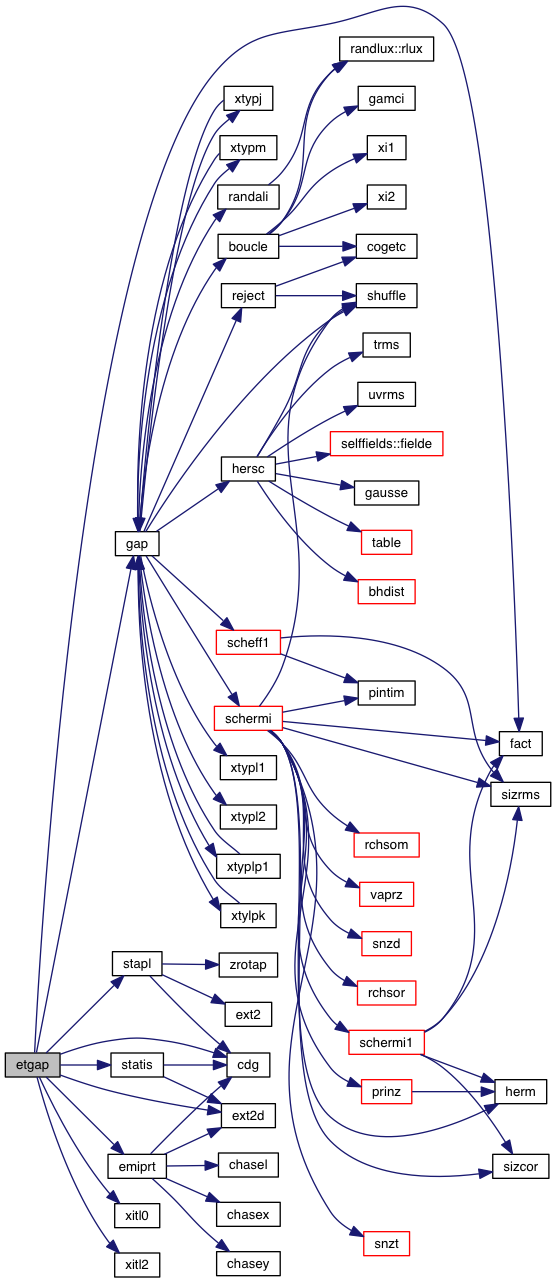 randlux::rlux
xtypj
gamci
xtypm
xi1
randali
xi2
boucle
cogetc
reject
shuffle
trms
uvrms
selffields::fielde
hersc
gausse
gap
table
bhdist
scheff1
pintim
schermi
fact
xtypl1
sizrms
xtypl2
rchsom
xtyplp1
vaprz
xtylpk
snzd
stapl
zrotap
rchsor
ext2
schermi1
etgap
statis
cdg
prinz
herm
ext2d
emiprt
chasel
sizcor
xitl0
chasex
snzt
xitl2
chasey